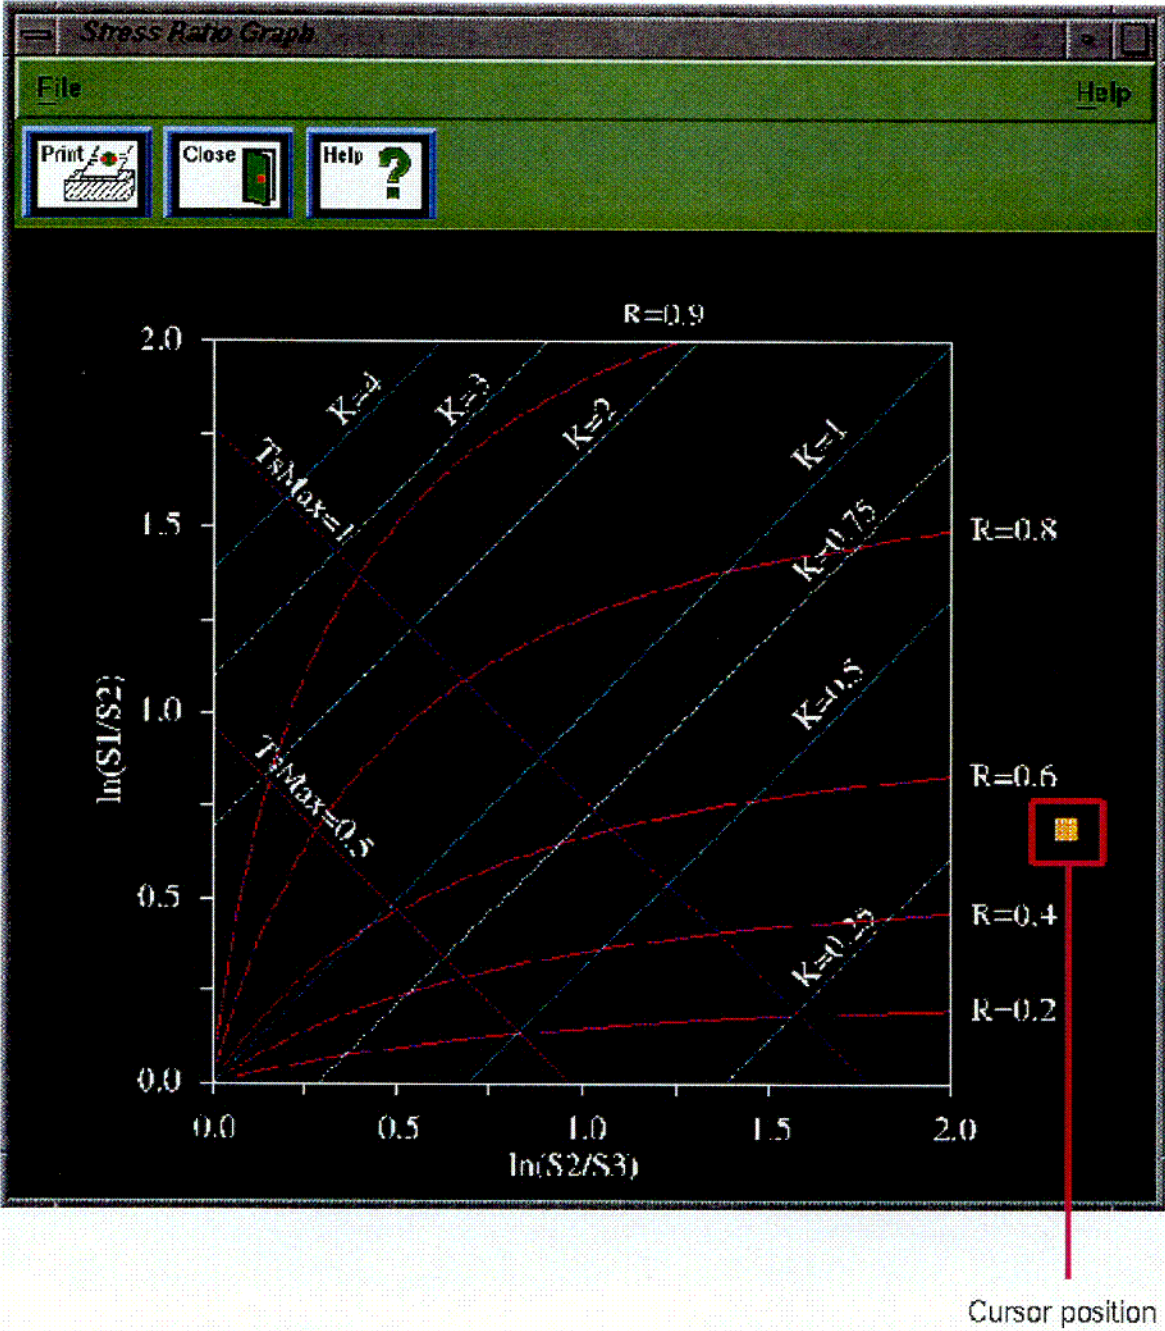 Stress Ratio Graph
File Help
Print Close Help
R=0.9
2.0
K=4 K=3 K=2 K=1
TsMax=1
1.5
K=0.75
R=0.8
ln(S1/S2)
1.0
K=0.5
TsMax=0.5
R=0.6
0.5
K=0.25
R=0.4
R=0.2
0.0
0.0 0.5 1.0 1.5 2.0
ln(S2/S3)
Cursor position